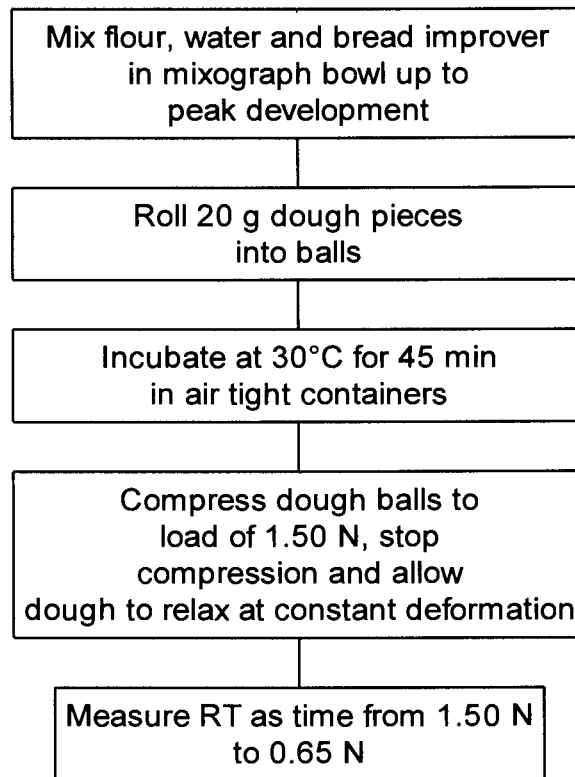 Mix flour, water and bread improver
in mixograph bowl up to
peak development
Roll 20 g dough pieces
into balls
Incubate at 30°C for 45 min
in air tight containers
Compress dough balls to
load of 1.50 N, stop
compression and allow
dough to relax at constant deformation
Measure RT as time from 1.50 N
to 0.65 N